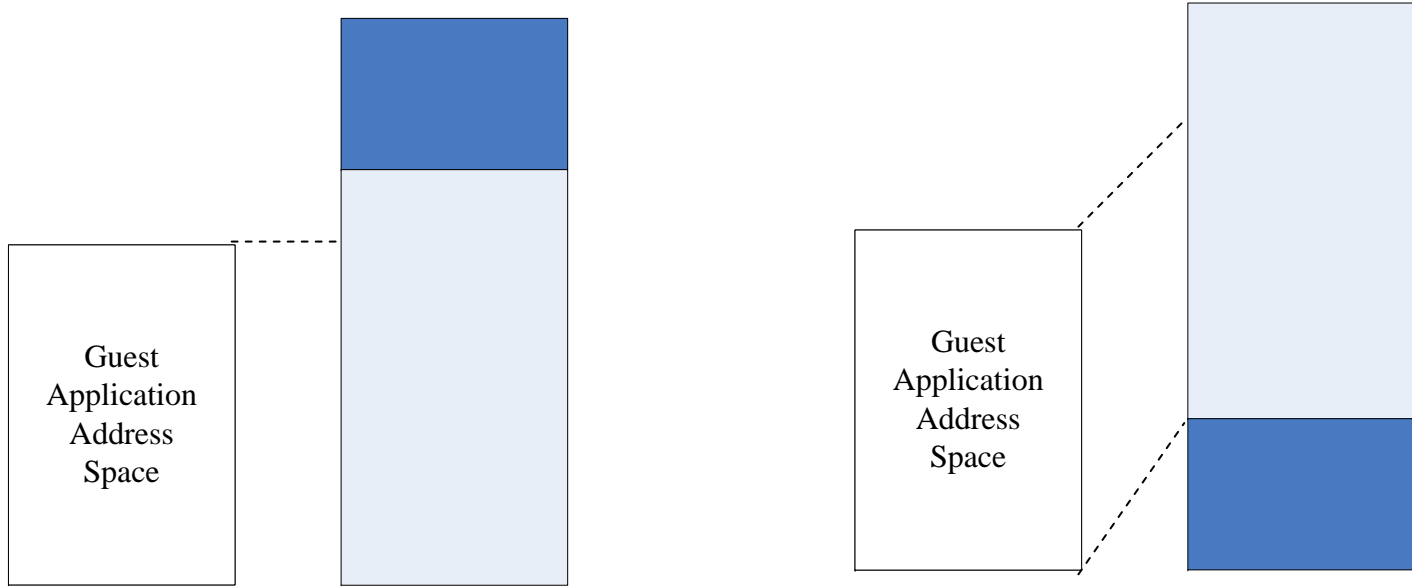 Guest
Application
Address
Space
Guest
Application
Address
Space